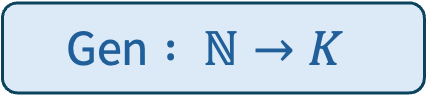 Gen : ℕ → 𝐾